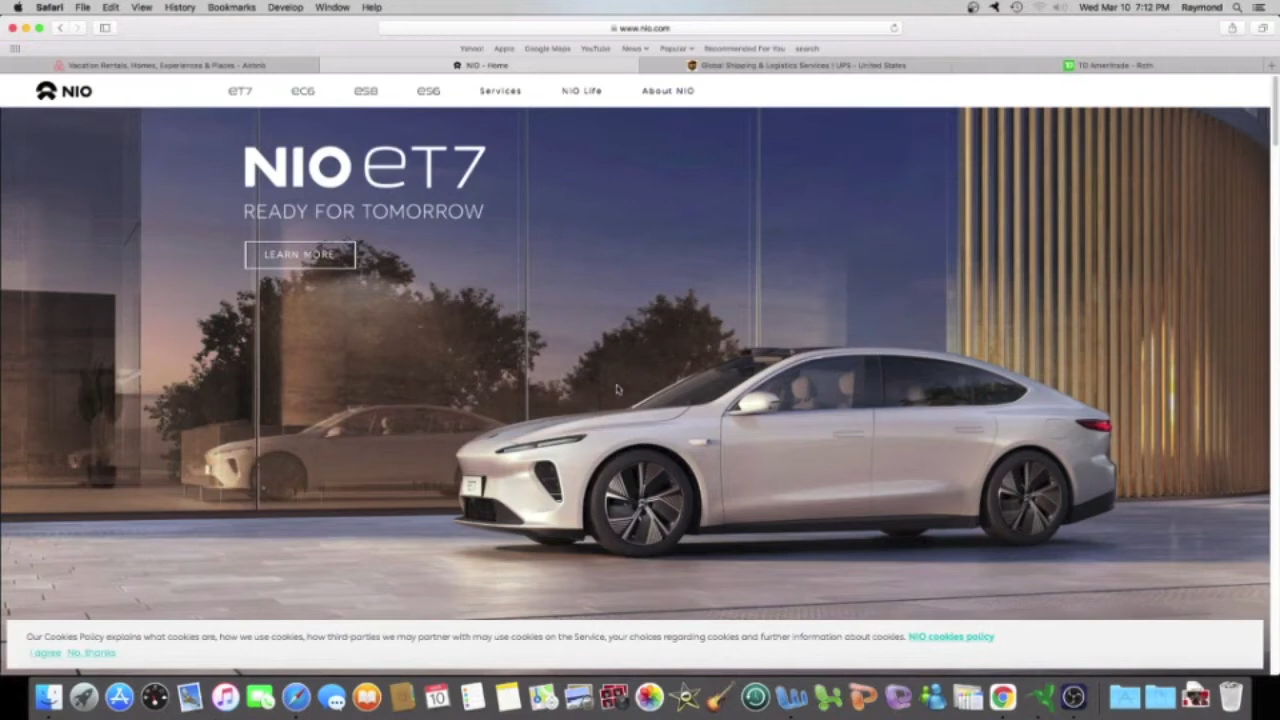 Safari File Edit View History Bookmarks Develop Window Help Wed Mar 10 7:12 PM Raymond
www.nio.com
Yahoo! Apple Google Maps YouTube News Popular Recommended For You search
Vacation Rentals, Homes, Experiences & Places - Airbnb NIO - Home Global Shipping & Logistics Services | UPS - United States TD Ameritrade - Roth
NIO eT7 eC6 eS8 eS6 Services NIO Life About NIO
NIO eT7
READY FOR TOMORROW
LEARN MORE
ET7
Our Cookies Policy explains what cookies are, how we use cookies, how third-parties we may partner with may use cookies on the Service, your choices regarding cookies and further information about cookies. NIO cookies policy
I agree No, thanks
10